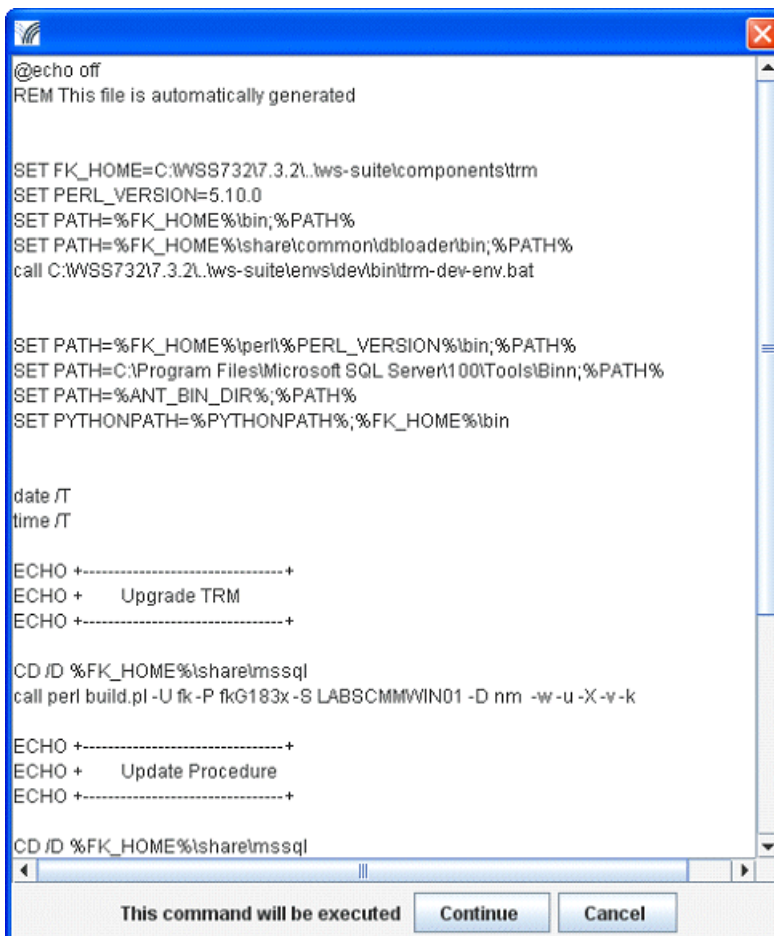 @echo off
REM This file is automatically generated
SET FK_HOME=C:\WSS732\7.3.2\..\ws-suite\components\trm
SET PERL_VERSION=5.10.0
SET PATH=%FK_HOME%\bin;%PATH%
SET PATH=%FK_HOME%\share\common\dbloader\bin;%PATH%
call C:\WSS732\7.3.2\..\ws-suite\envs\dev\bin\trm-dev-env.bat
SET PATH=%FK_HOME%\perl\%PERL_VERSION%\bin;%PATH%
SET PATH=C:\Program Files\Microsoft SQL Server\100\Tools\Binn;%PATH%
SET PATH=%ANT_BIN_DIR%;%PATH%
SET PYTHONPATH=%PYTHONPATH%;%FK_HOME%\bin
date /T
time /T
ECHO +--------------------------------+
ECHO +      Upgrade TRM
ECHO +--------------------------------+
CD /D %FK_HOME%\share\mssql
call perl build.pl -U fk -P fkG183x -S LABSCMMWIN01 -D nm  -w -u -X -v -k
ECHO +--------------------------------+
ECHO +      Update Procedure
ECHO +--------------------------------+
CD /D %FK_HOME%\share\mssql
This command will be executed Continue Cancel